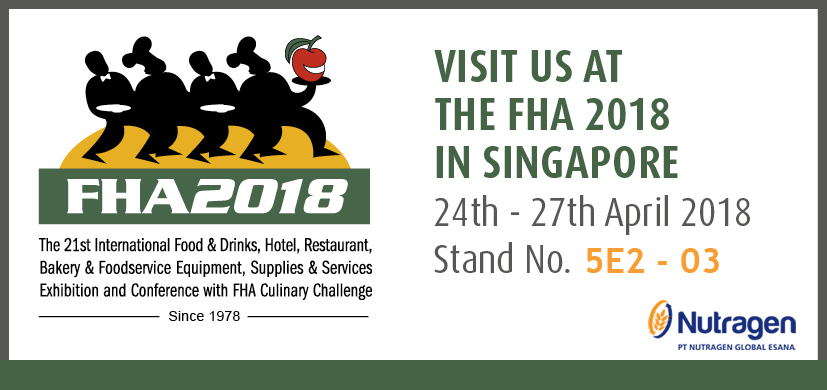 FHA2018
The 21st International Food & Drinks, Hotel, Restaurant,
Bakery & Foodservice Equipment, Supplies & Services
Exhibition and Conference with FHA Culinary Challenge
Since 1978
VISIT US AT
THE FHA 2018
IN SINGAPORE
24th - 27th April 2018
Stand No. 5E2 - 03
Nutragen
PT NUTRAGEN GLOBAL ESANA